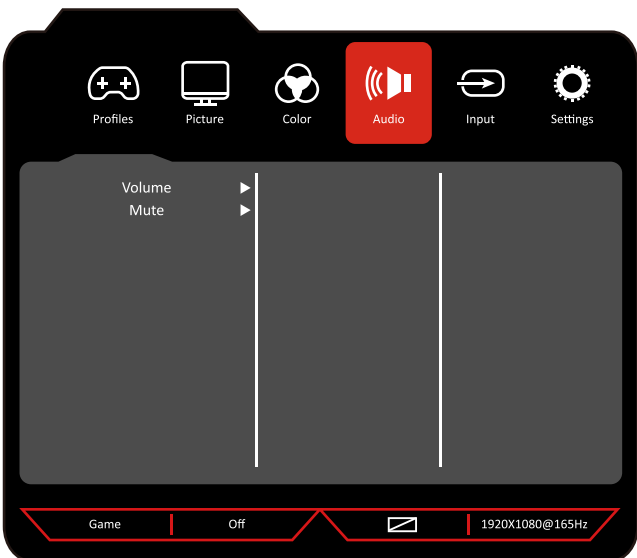 Profiles Picture Color Audio Input Settings
Volume
Mute
Game Off 1920X1080@165Hz